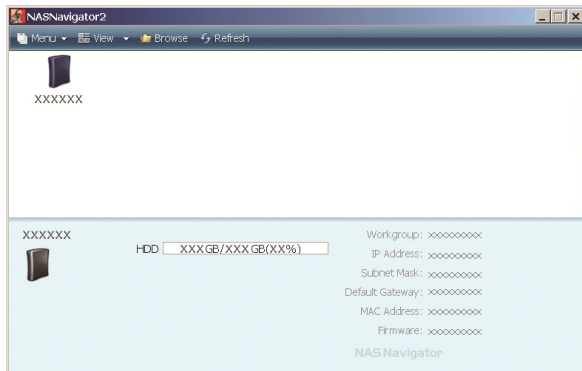 NASNavigator2
Menu View Browse Refresh
XXXXXX
XXXXXX
HDD XXXGB/XXXGB(XX%)
Workgroup: xxxxxxxxx
IP Address: xxxxxxxxx
Subnet Mask: xxxxxxxxx
Default Gateway: xxxxxxxxx
MAC Address: xxxxxxxxx
Firmware: xxxxxxxxx
NASNavigator